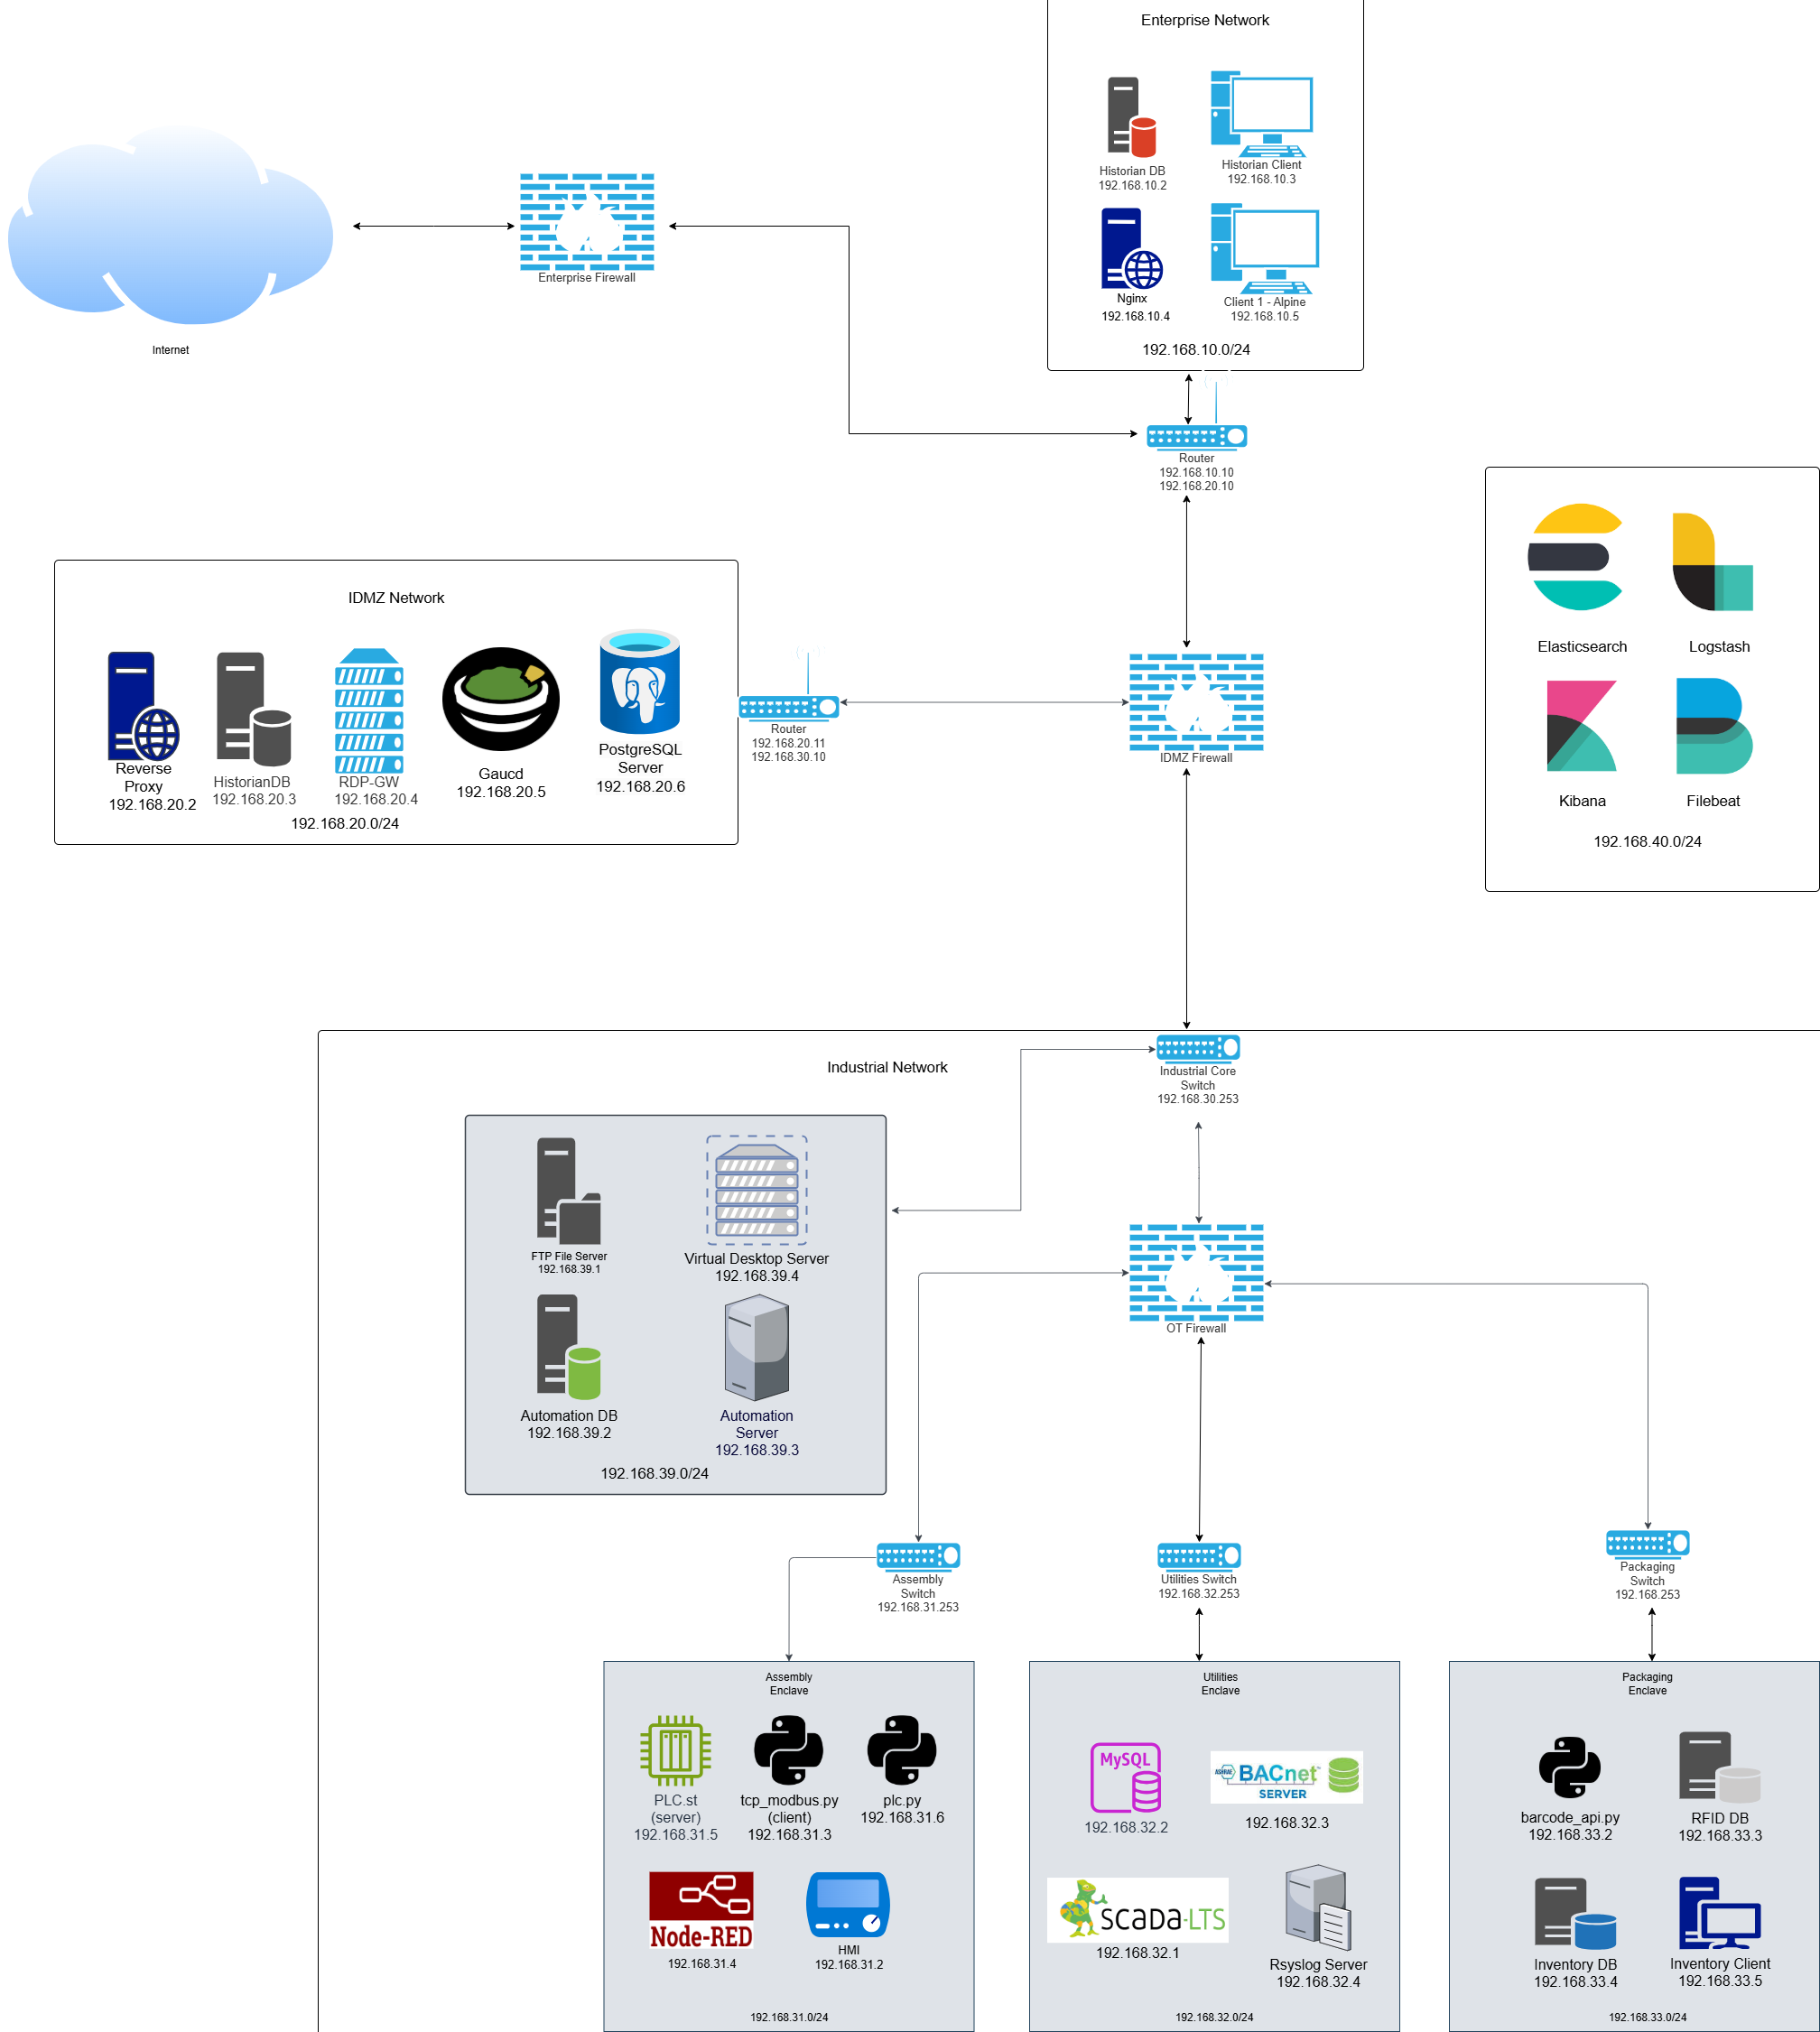 Enterprise Network
Historian DB
192.168.10.2
Historian Client
192.168.10.3
Nginx
192.168.10.4
Client 1 - Alpine
192.168.10.5
192.168.10.0/24
Enterprise Firewall
Internet
Router
192.168.10.10
192.168.20.10
IDMZ Network
Reverse
Proxy
192.168.20.2
HistorianDB
192.168.20.3
RDP-GW
192.168.20.4
Gaucd
192.168.20.5
PostgreSQL
Server
192.168.20.6
192.168.20.0/24
Router
192.168.20.11
192.168.30.10
IDMZ Firewall
Elasticsearch
Logstash
Kibana
Filebeat
192.168.40.0/24
Industrial Network
Industrial Core
Switch
192.168.30.253
FTP File Server
192.168.39.1
Virtual Desktop Server
192.168.39.4
Automation DB
192.168.39.2
Automation
Server
192.168.39.3
192.168.39.0/24
OT Firewall
Assembly
Switch
192.168.31.253
Utilities Switch
192.168.32.253
Packaging
Switch
192.168.253
Assembly
Enclave
PLC.st
(server)
192.168.31.5
tcp_modbus.py
(client)
192.168.31.3
plc.py
192.168.31.6
Node-RED
192.168.31.4
HMI
192.168.31.2
192.168.31.0/24
Utilities
Enclave
MySQL
192.168.32.2
ASHRAE BACnet™
SERVER
192.168.32.3
scada-LTS
192.168.32.1
Rsyslog Server
192.168.32.4
192.168.32.0/24
Packaging
Enclave
barcode_api.py
192.168.33.2
RFID DB
192.168.33.3
Inventory DB
192.168.33.4
Inventory Client
192.168.33.5
192.168.33.0/24